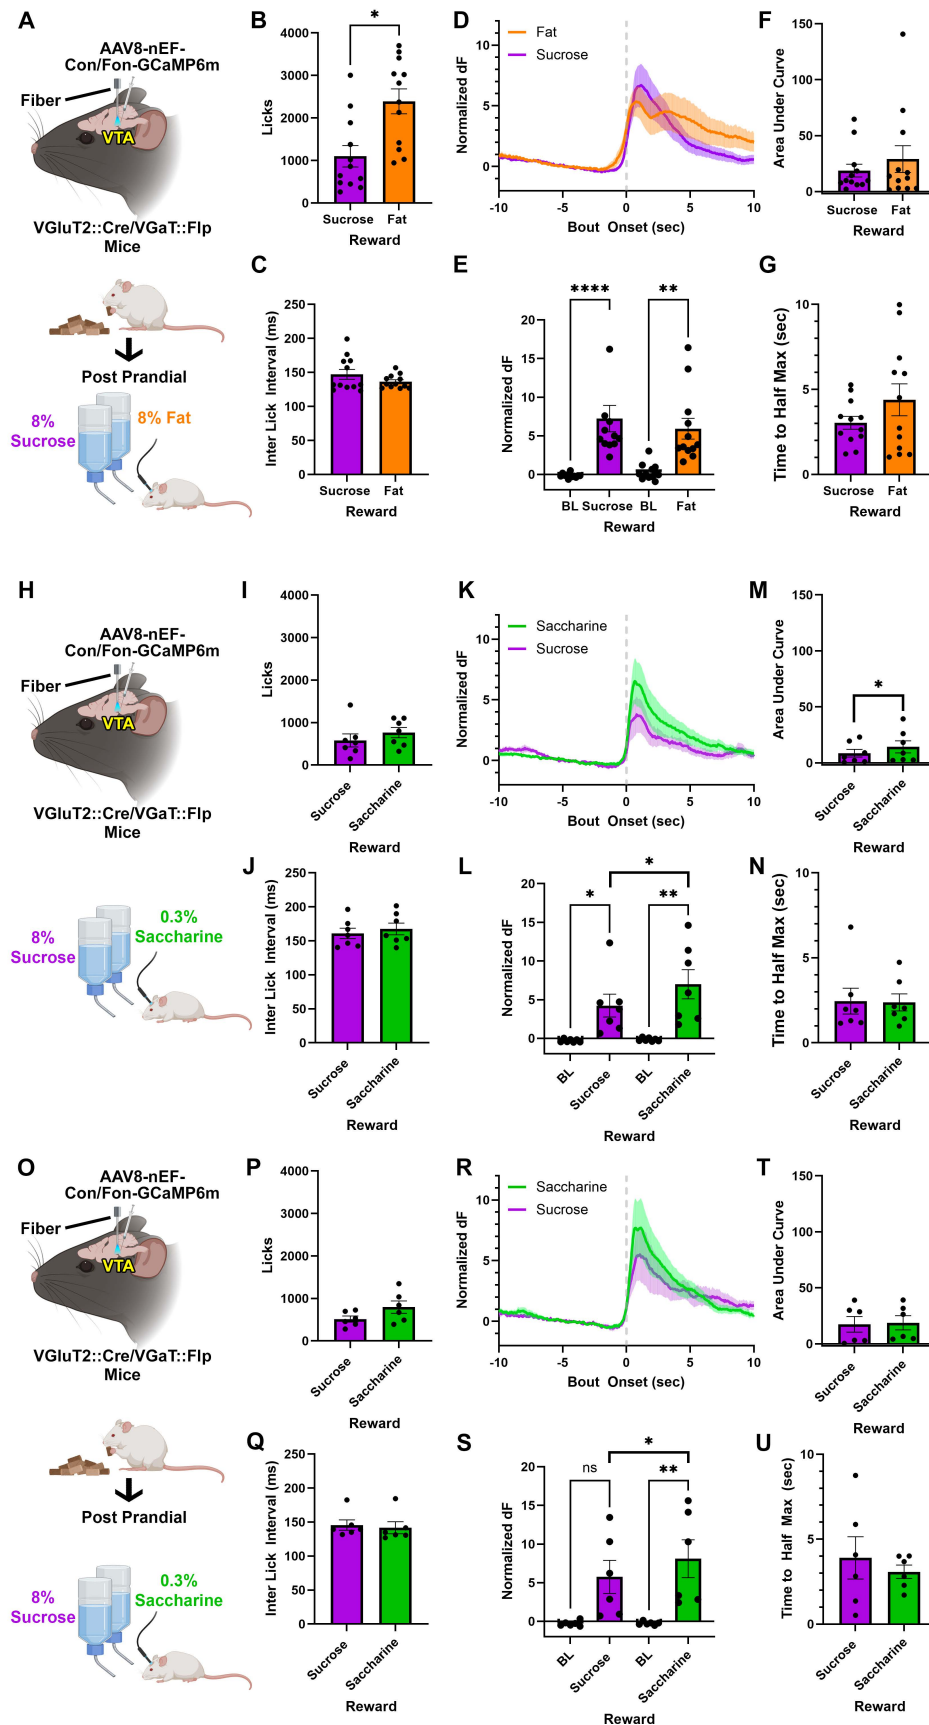 A
AAV8-nEF-
Con/Fon-GCaMP6m
Fiber
VTA
VGluT2::Cre/VGaT::Flp
Mice
Post Prandial
8%
Sucrose
8% Fat
B
*
Licks
4000
3000
2000
1000
0
Sucrose
Fat
Reward
C
Inter Lick Interval (ms)
250
200
150
100
50
0
Sucrose
Fat
Reward
D
Fat
Sucrose
Normalized dF
10
5
0
-10
-5
0
5
10
Bout Onset (sec)
E
****
**
Normalized dF
20
15
10
5
0
BL
Sucrose
BL
Fat
Reward
F
Area Under Curve
150
100
50
0
Sucrose
Fat
Reward
G
Time to Half Max (sec)
10
5
0
Sucrose
Fat
Reward
H
AAV8-nEF-
Con/Fon-GCaMP6m
Fiber
VTA
VGluT2::Cre/VGaT::Flp
Mice
8%
Sucrose
0.3%
Saccharine
I
Licks
4000
3000
2000
1000
0
Sucrose
Saccharine
Reward
J
Inter Lick Interval (ms)
250
200
150
100
50
0
Sucrose
Saccharine
Reward
K
Saccharine
Sucrose
Normalized dF
10
5
0
-10
-5
0
5
10
Bout Onset (sec)
L
*
*
**
Normalized dF
20
15
10
5
0
BL
Sucrose
BL
Saccharine
Reward
M
*
Area Under Curve
150
100
50
0
Sucrose
Saccharine
Reward
N
Time to Half Max (sec)
10
5
0
Sucrose
Saccharine
Reward
O
AAV8-nEF-
Con/Fon-GCaMP6m
Fiber
VTA
VGluT2::Cre/VGaT::Flp
Mice
Post Prandial
8%
Sucrose
0.3%
Saccharine
P
Licks
4000
3000
2000
1000
0
Sucrose
Saccharine
Reward
Q
Inter Lick Interval (ms)
250
200
150
100
50
0
Sucrose
Saccharine
Reward
R
Saccharine
Sucrose
Normalized dF
10
5
0
-10
-5
0
5
10
Bout Onset (sec)
S
*
ns
**
Normalized dF
20
15
10
5
0
BL
Sucrose
BL
Saccharine
Reward
T
Area Under Curve
150
100
50
0
Sucrose
Saccharine
Reward
U
Time to Half Max (sec)
10
5
0
Sucrose
Saccharine
Reward